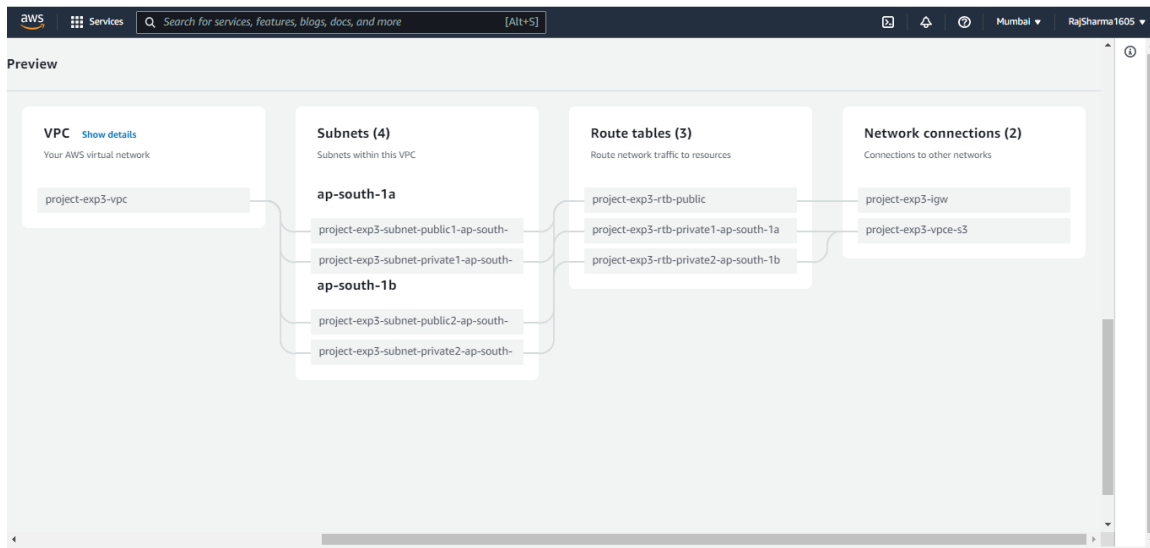 aws Services Search for services, features, blogs, docs, and more [Alt+S] Mumbai RajSharma1605
Preview
VPC Show details
Your AWS virtual network
project-exp3-vpc
Subnets (4)
Subnets within this VPC
ap-south-1a
project-exp3-subnet-public1-ap-south-
project-exp3-subnet-private1-ap-south-
ap-south-1b
project-exp3-subnet-public2-ap-south-
project-exp3-subnet-private2-ap-south-
Route tables (3)
Route network traffic to resources
project-exp3-rtb-public
project-exp3-rtb-private1-ap-south-1a
project-exp3-rtb-private2-ap-south-1b
Network connections (2)
Connections to other networks
project-exp3-igw
project-exp3-vpce-s3